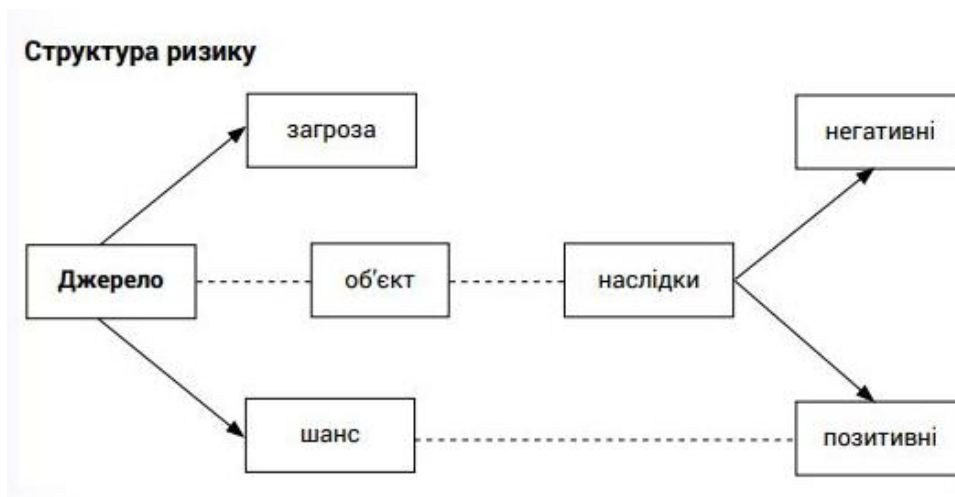 Структура ризику
загроза
негативні
Джерело
об'єкт
наслідки
шанс
позитивні